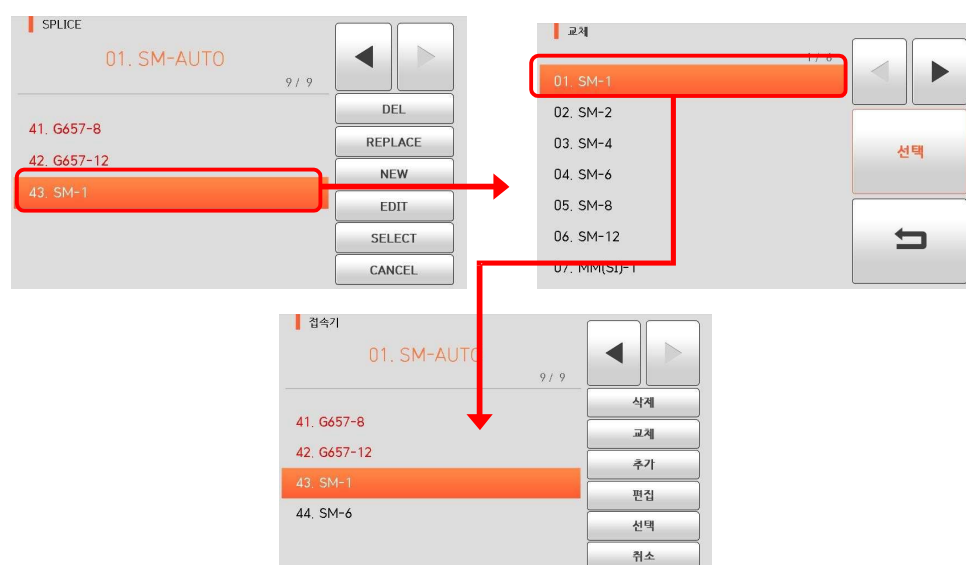 SPLICE
01. SM-AUTO
9 / 9
41. G657-8
42. G657-12
43. SM-1
DEL
REPLACE
NEW
EDIT
SELECT
CANCEL
교체
1 / 6
01. SM-1
02. SM-2
03. SM-4
04. SM-6
05. SM-8
06. SM-12
07. MM(SI)-1
선택
접속기
01. SM-AUTO
9 / 9
41. G657-8
42. G657-12
43. SM-1
44. SM-6
삭제
교체
추가
편집
선택
취소